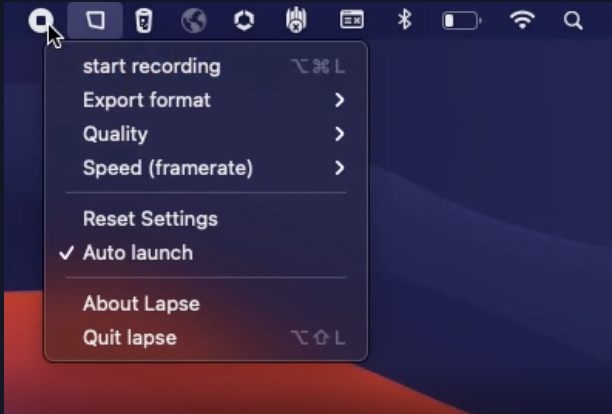 start recording ⌥⌘L
Export format
Quality
Speed (framerate)
Reset Settings
✓ Auto launch
About Lapse
Quit lapse ⌥⇧L